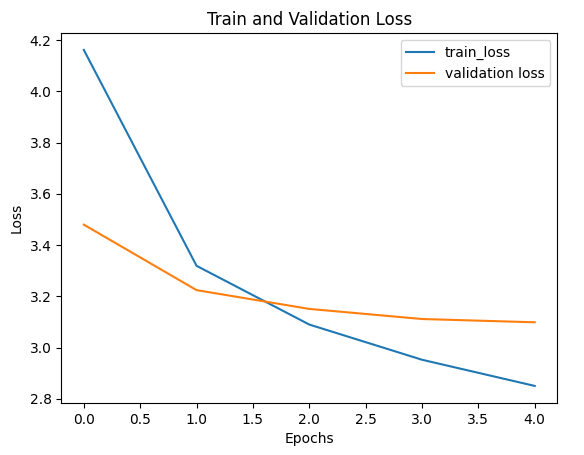 Train and Validation Loss
train_loss
validation loss
4.2
4.0
3.8
3.6
3.4
3.2
3.0
2.8
Loss
0.0 0.5 1.0 1.5 2.0 2.5 3.0 3.5 4.0
Epochs